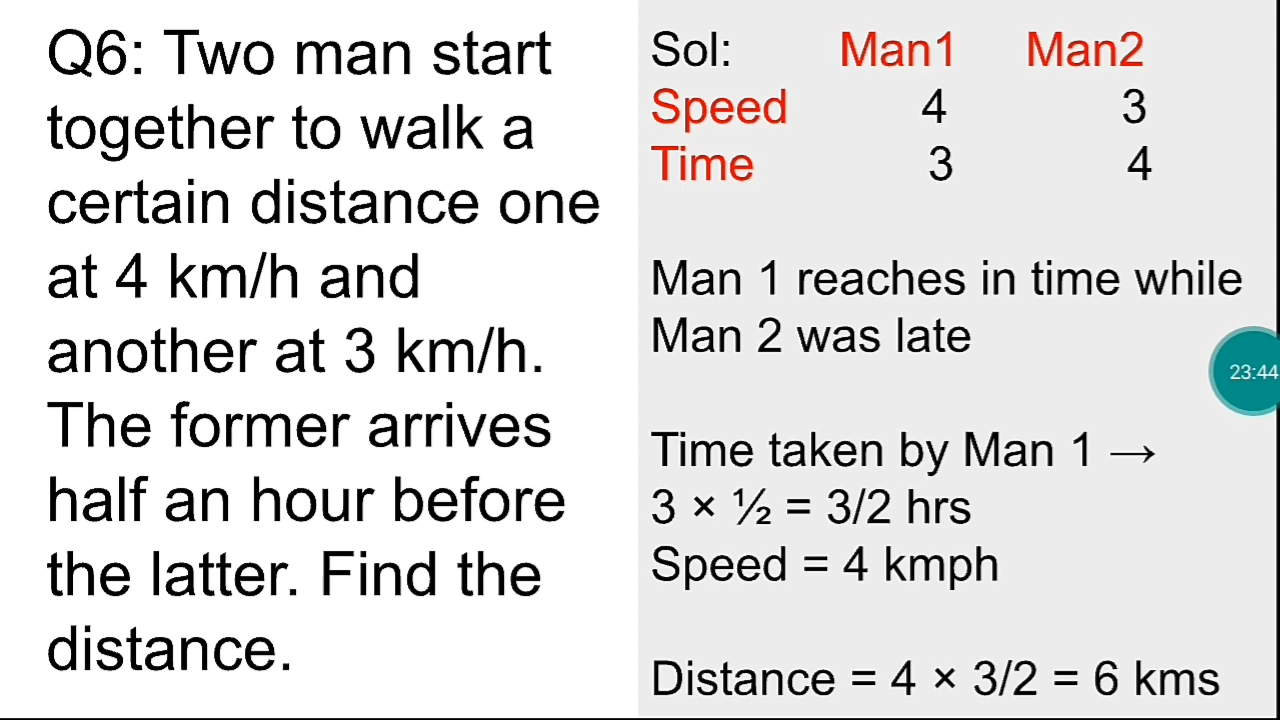 Q6: Two man start
together to walk a
certain distance one
at 4 km/h and
another at 3 km/h.
The former arrives
half an hour before
the latter. Find the
distance.
Sol: Man1 Man2
Speed 4 3
Time 3 4
Man 1 reaches in time while
Man 2 was late
Time taken by Man 1 →
3 × ½ = 3/2 hrs
Speed = 4 kmph
Distance = 4 × 3/2 = 6 kms
23:44